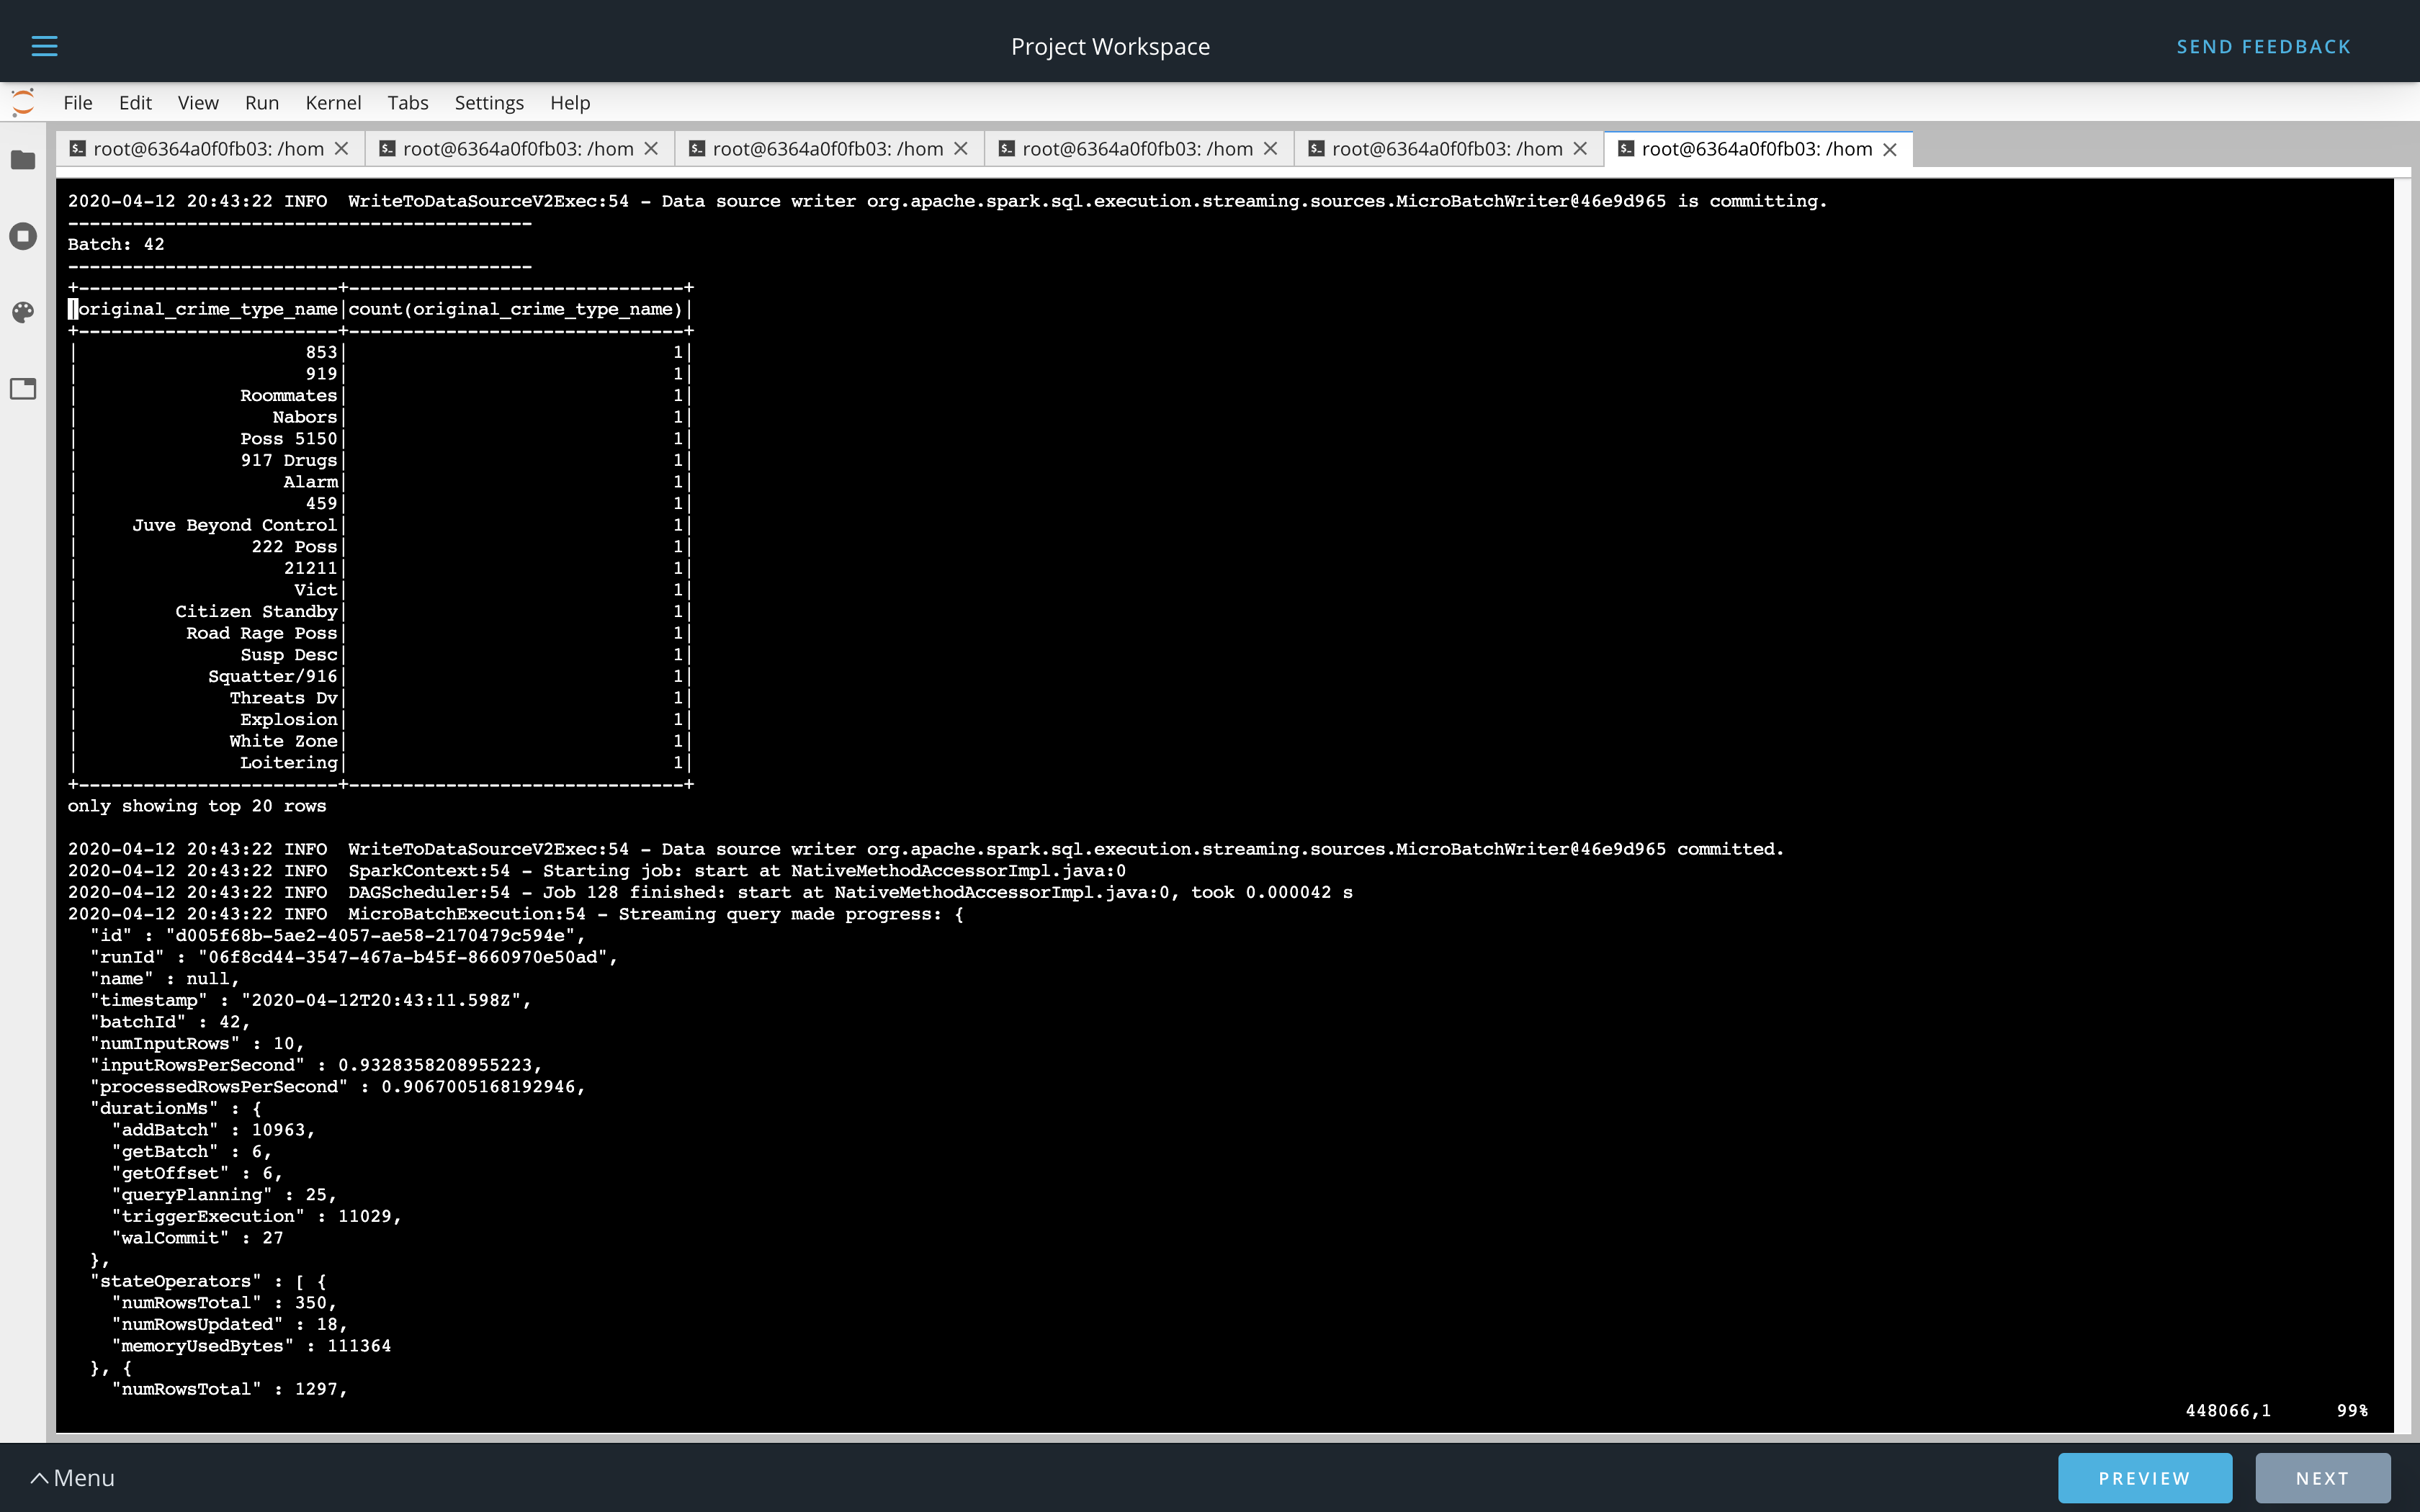 Project Workspace
SEND FEEDBACK
File Edit View Run Kernel Tabs Settings Help
root@6364a0f0fb03: /hom root@6364a0f0fb03: /hom root@6364a0f0fb03: /hom root@6364a0f0fb03: /hom root@6364a0f0fb03: /hom root@6364a0f0fb03: /hom
2020-04-12 20:43:22 INFO  WriteToDataSourceV2Exec:54 - Data source writer org.apache.spark.sql.execution.streaming.sources.MicroBatchWriter@46e9d965 is committing.
-------------------------------------------
Batch: 42
-------------------------------------------
+------------------------+-------------------------------+
|original_crime_type_name|count(original_crime_type_name)|
+------------------------+-------------------------------+
|                     853|                              1|
|                     919|                              1|
|               Roommates|                              1|
|                  Nabors|                              1|
|               Poss 5150|                              1|
|               917 Drugs|                              1|
|                   Alarm|                              1|
|                     459|                              1|
|     Juve Beyond Control|                              1|
|                222 Poss|                              1|
|                   21211|                              1|
|                    Vict|                              1|
|         Citizen Standby|                              1|
|          Road Rage Poss|                              1|
|               Susp Desc|                              1|
|            Squatter/916|                              1|
|              Threats Dv|                              1|
|               Explosion|                              1|
|              White Zone|                              1|
|               Loitering|                              1|
+------------------------+-------------------------------+
only showing top 20 rows
2020-04-12 20:43:22 INFO  WriteToDataSourceV2Exec:54 - Data source writer org.apache.spark.sql.execution.streaming.sources.MicroBatchWriter@46e9d965 committed.
2020-04-12 20:43:22 INFO  SparkContext:54 - Starting job: start at NativeMethodAccessorImpl.java:0
2020-04-12 20:43:22 INFO  DAGScheduler:54 - Job 128 finished: start at NativeMethodAccessorImpl.java:0, took 0.000042 s
2020-04-12 20:43:22 INFO  MicroBatchExecution:54 - Streaming query made progress: {
  "id" : "d005f68b-5ae2-4057-ae58-2170479c594e",
  "runId" : "06f8cd44-3547-467a-b45f-8660970e50ad",
  "name" : null,
  "timestamp" : "2020-04-12T20:43:11.598Z",
  "batchId" : 42,
  "numInputRows" : 10,
  "inputRowsPerSecond" : 0.9328358208955223,
  "processedRowsPerSecond" : 0.9067005168192946,
  "durationMs" : {
    "addBatch" : 10963,
    "getBatch" : 6,
    "getOffset" : 6,
    "queryPlanning" : 25,
    "triggerExecution" : 11029,
    "walCommit" : 27
  },
  "stateOperators" : [ {
    "numRowsTotal" : 350,
    "numRowsUpdated" : 18,
    "memoryUsedBytes" : 111364
  }, {
    "numRowsTotal" : 1297,
448066,1 99%
Menu
PREVIEW
NEXT